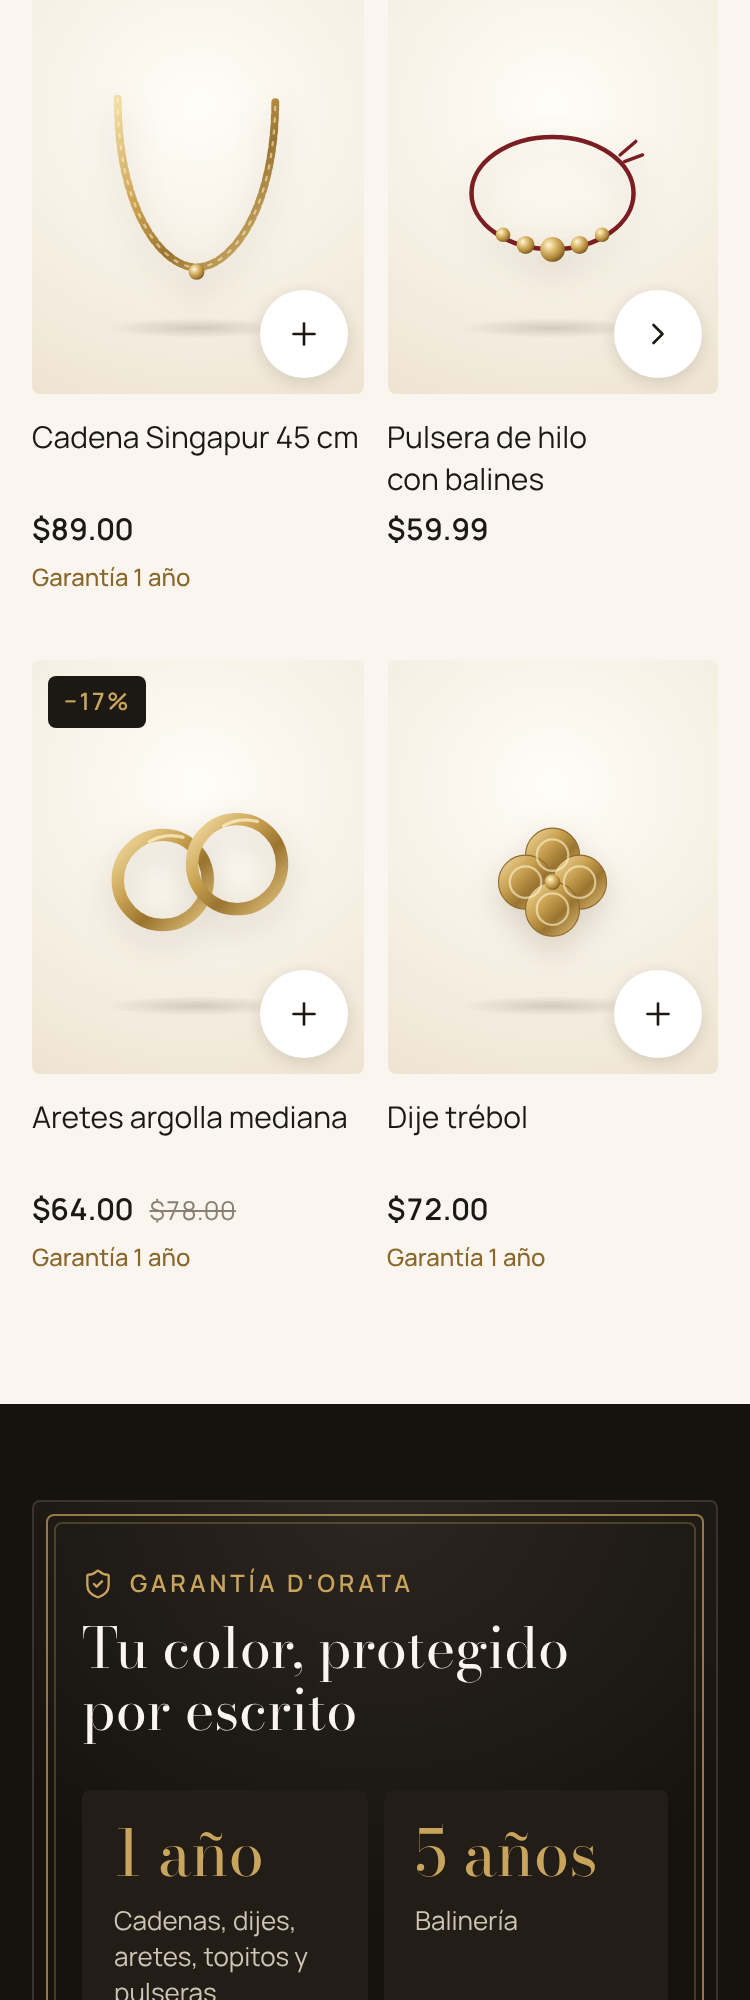 Cadena Singapur 45 cm
$89.00
Garantía 1 año
Pulsera de hilo
con balines
$59.99
−17%
Aretes argolla mediana
$64.00 $78.00
Garantía 1 año
Dije trébol
$72.00
Garantía 1 año
GARANTÍA D'ORATA
Tu color, protegido
por escrito
1 año
Cadenas, dijes,
aretes, topitos y
pulseras
5 años
Balinería